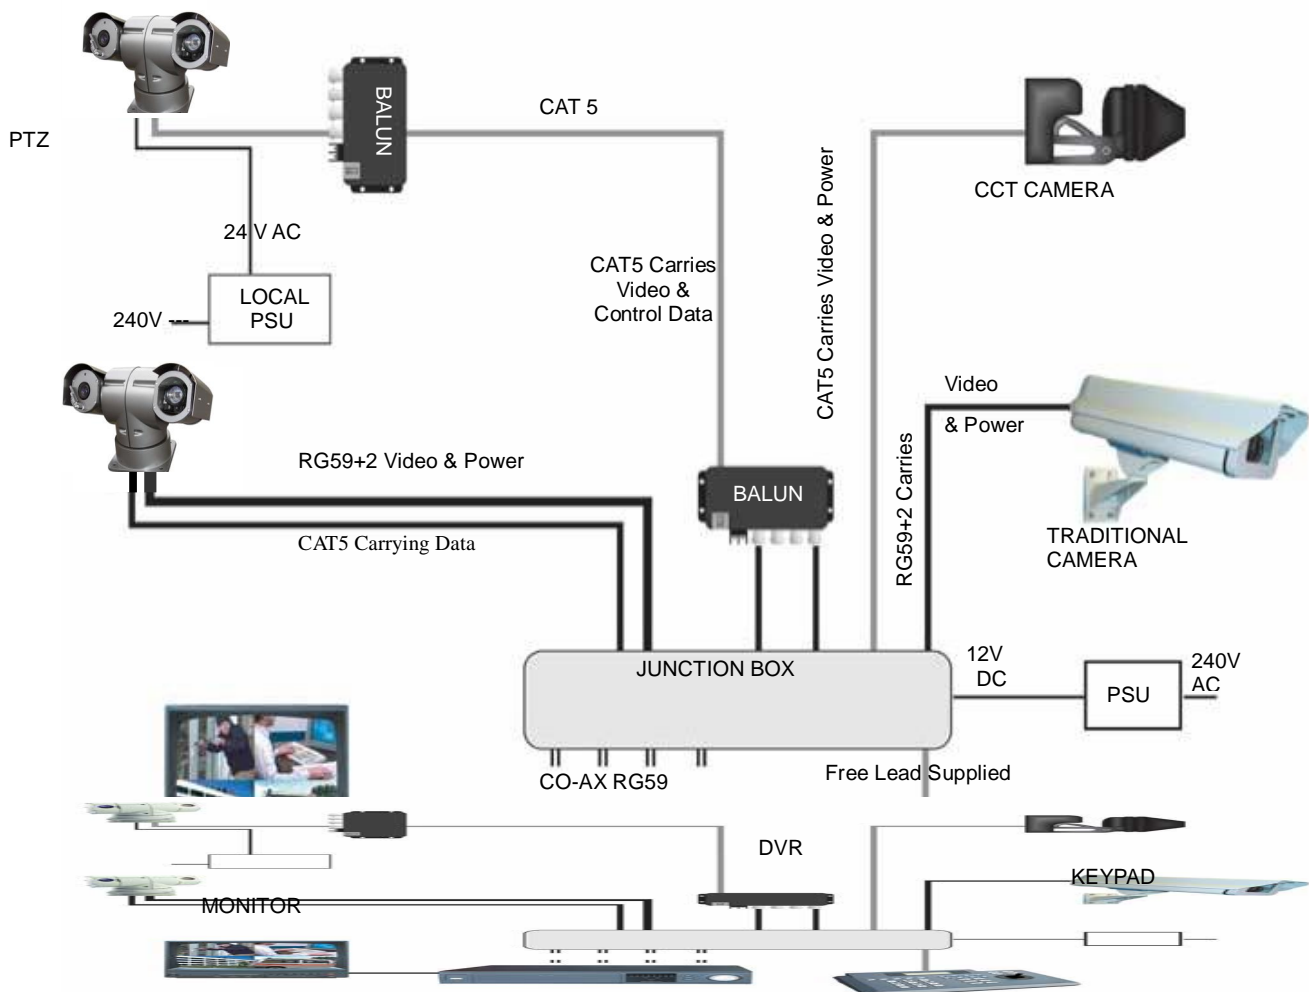 BALUN
CAT 5
PTZ
CCT CAMERA
24 V AC
CAT5 Carries
Video &
Control Data
CAT5 Carries Video & Power
LOCAL
PSU
240V ---
Video
& Power
RG59+2 Video & Power
RG59+2 Carries
BALUN
CAT5 Carrying Data
TRADITIONAL
CAMERA
JUNCTION BOX
12V
DC
PSU
240V
AC
CO-AX RG59
Free Lead Supplied
DVR
KEYPAD
MONITOR